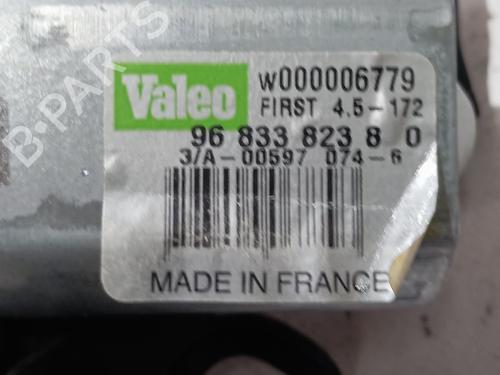 Valeo
W000006779
FIRST 4.5-172
96 833 823 8 0
3/A-00597 074-6
MADE IN FRANCE
B-PARTS